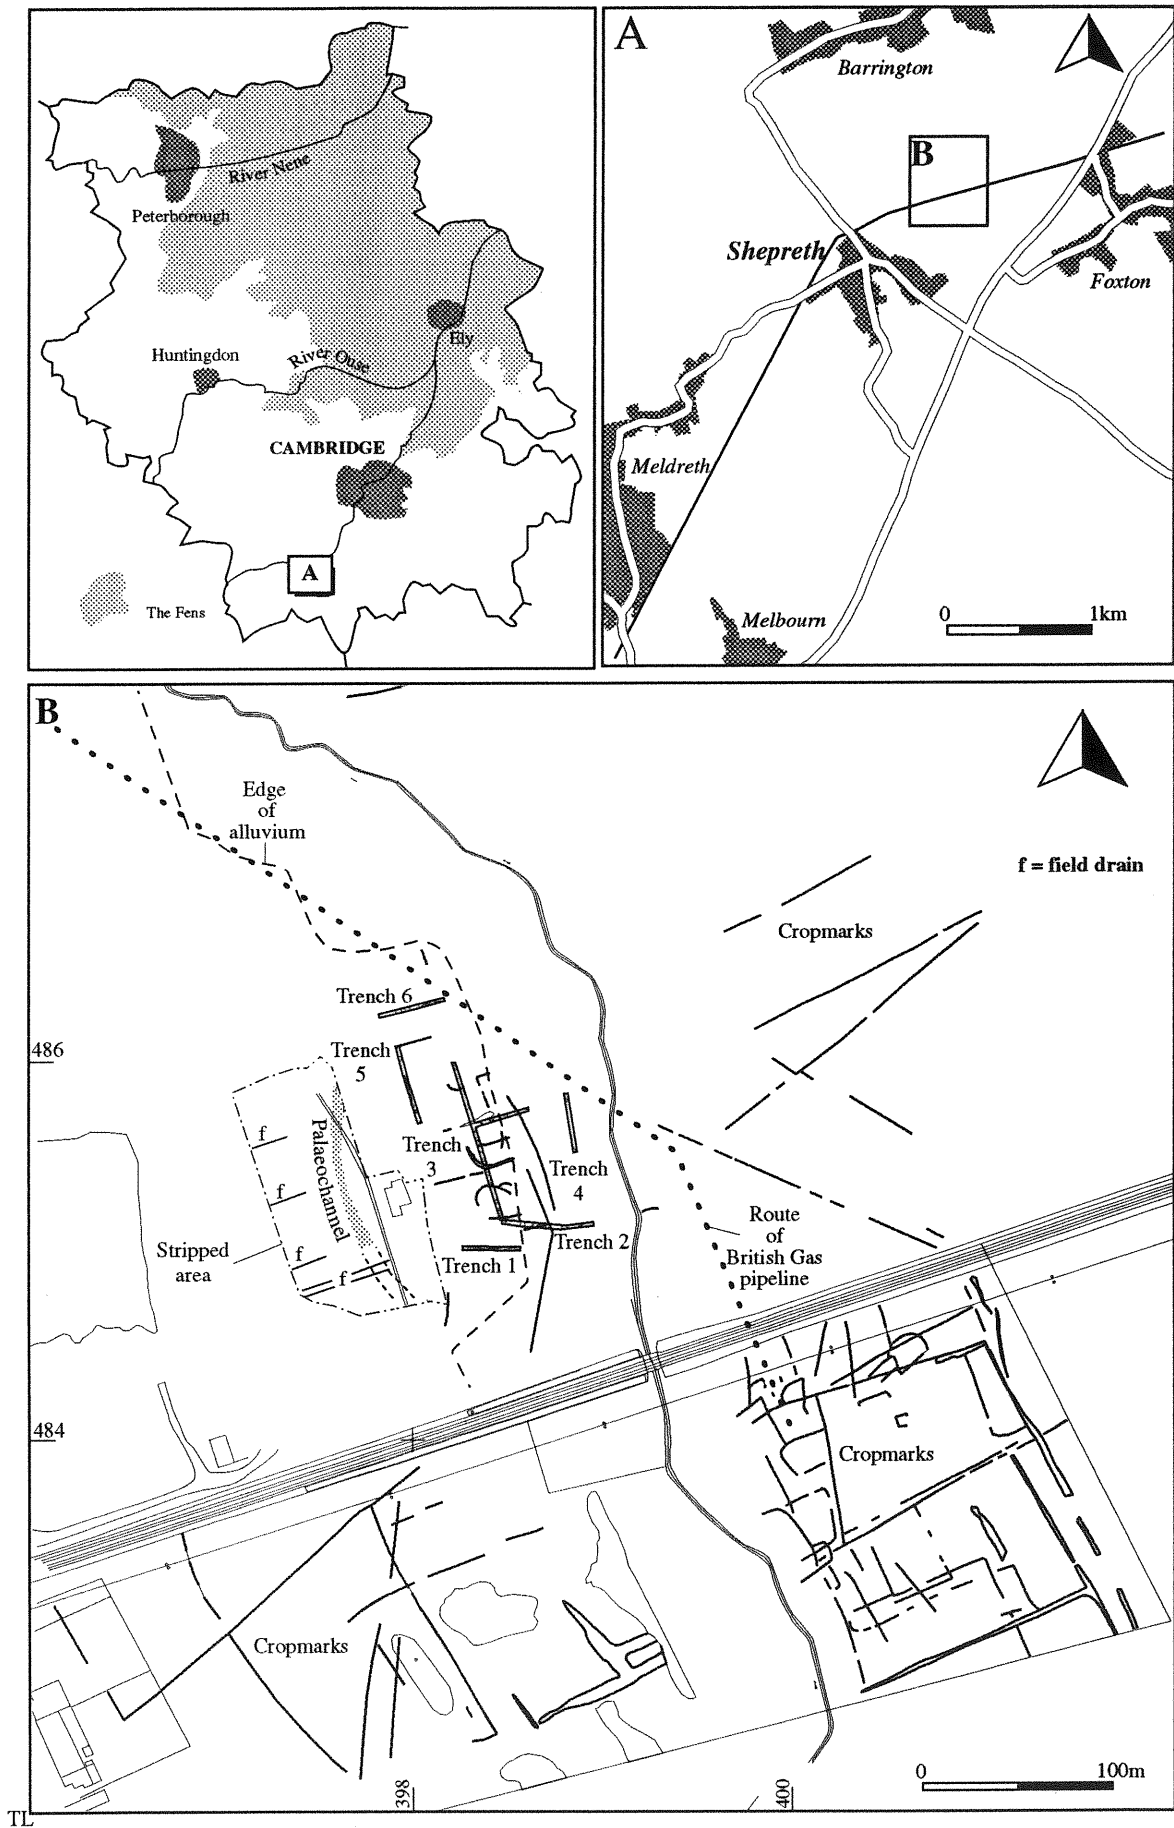 River Nene
Peterborough
Huntingdon
River Ouse
Ely
CAMBRIDGE
A
The Fens
A
Barrington
B
Shepreth
Foxton
Meldreth
Melbourn
0 1km
B
Edge
of
alluvium
f = field drain
Cropmarks
Trench 6
486
Trench
5
f
Palaeochannel
Trench
3
Trench
4
f
Stripped
area
f
f
Trench 2
Trench 1
Route
of
British Gas
pipeline
484
Cropmarks
Cropmarks
0 100m
398
400
TL